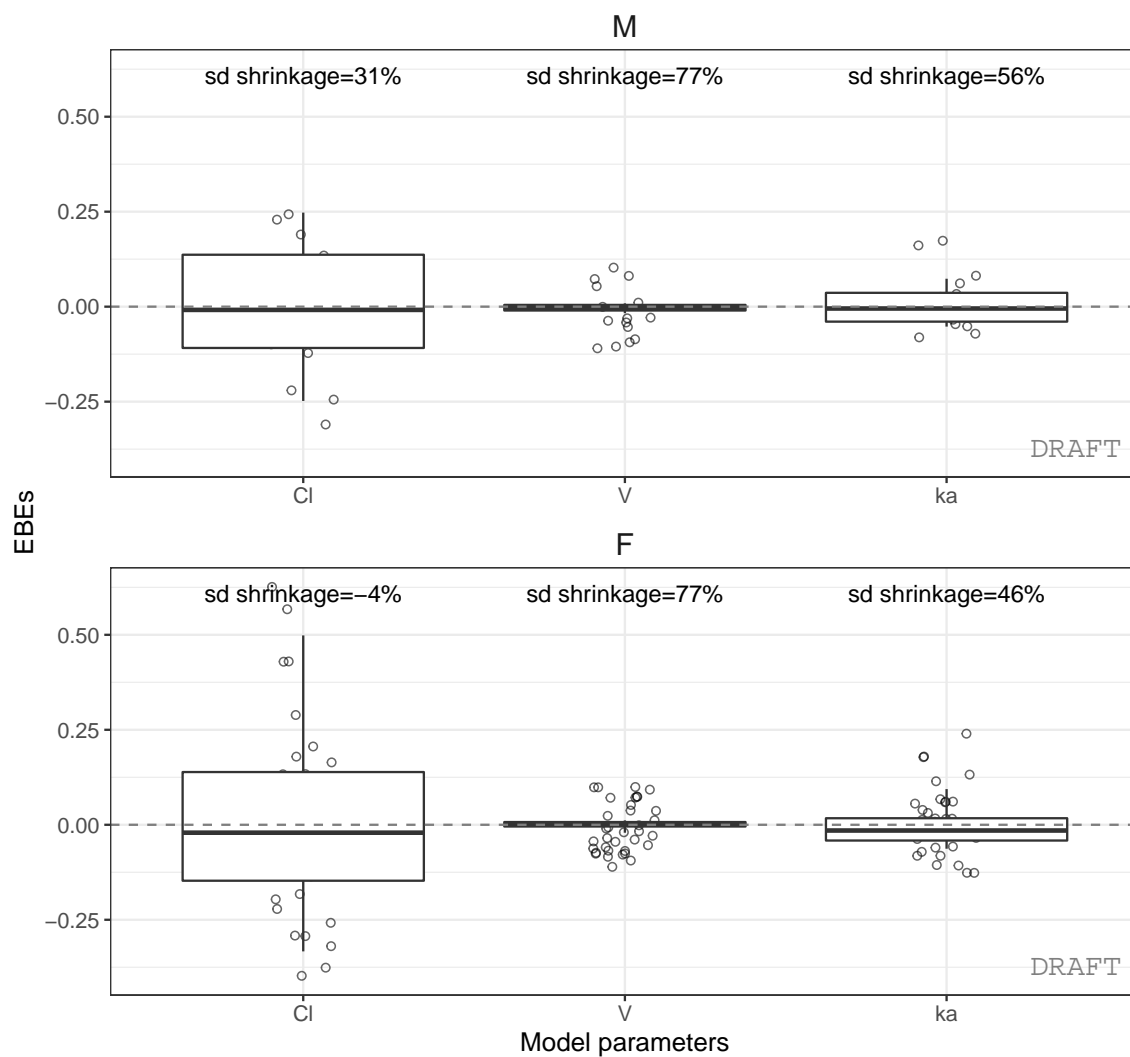 M
sd shrinkage=31% sd shrinkage=77% sd shrinkage=56%
0.50
0.25
0.00
−0.25
DRAFT
Cl V ka
EBEs
F
sd shrinkage=−4% sd shrinkage=77% sd shrinkage=46%
0.50
0.25
0.00
−0.25
DRAFT
Cl V ka
Model parameters